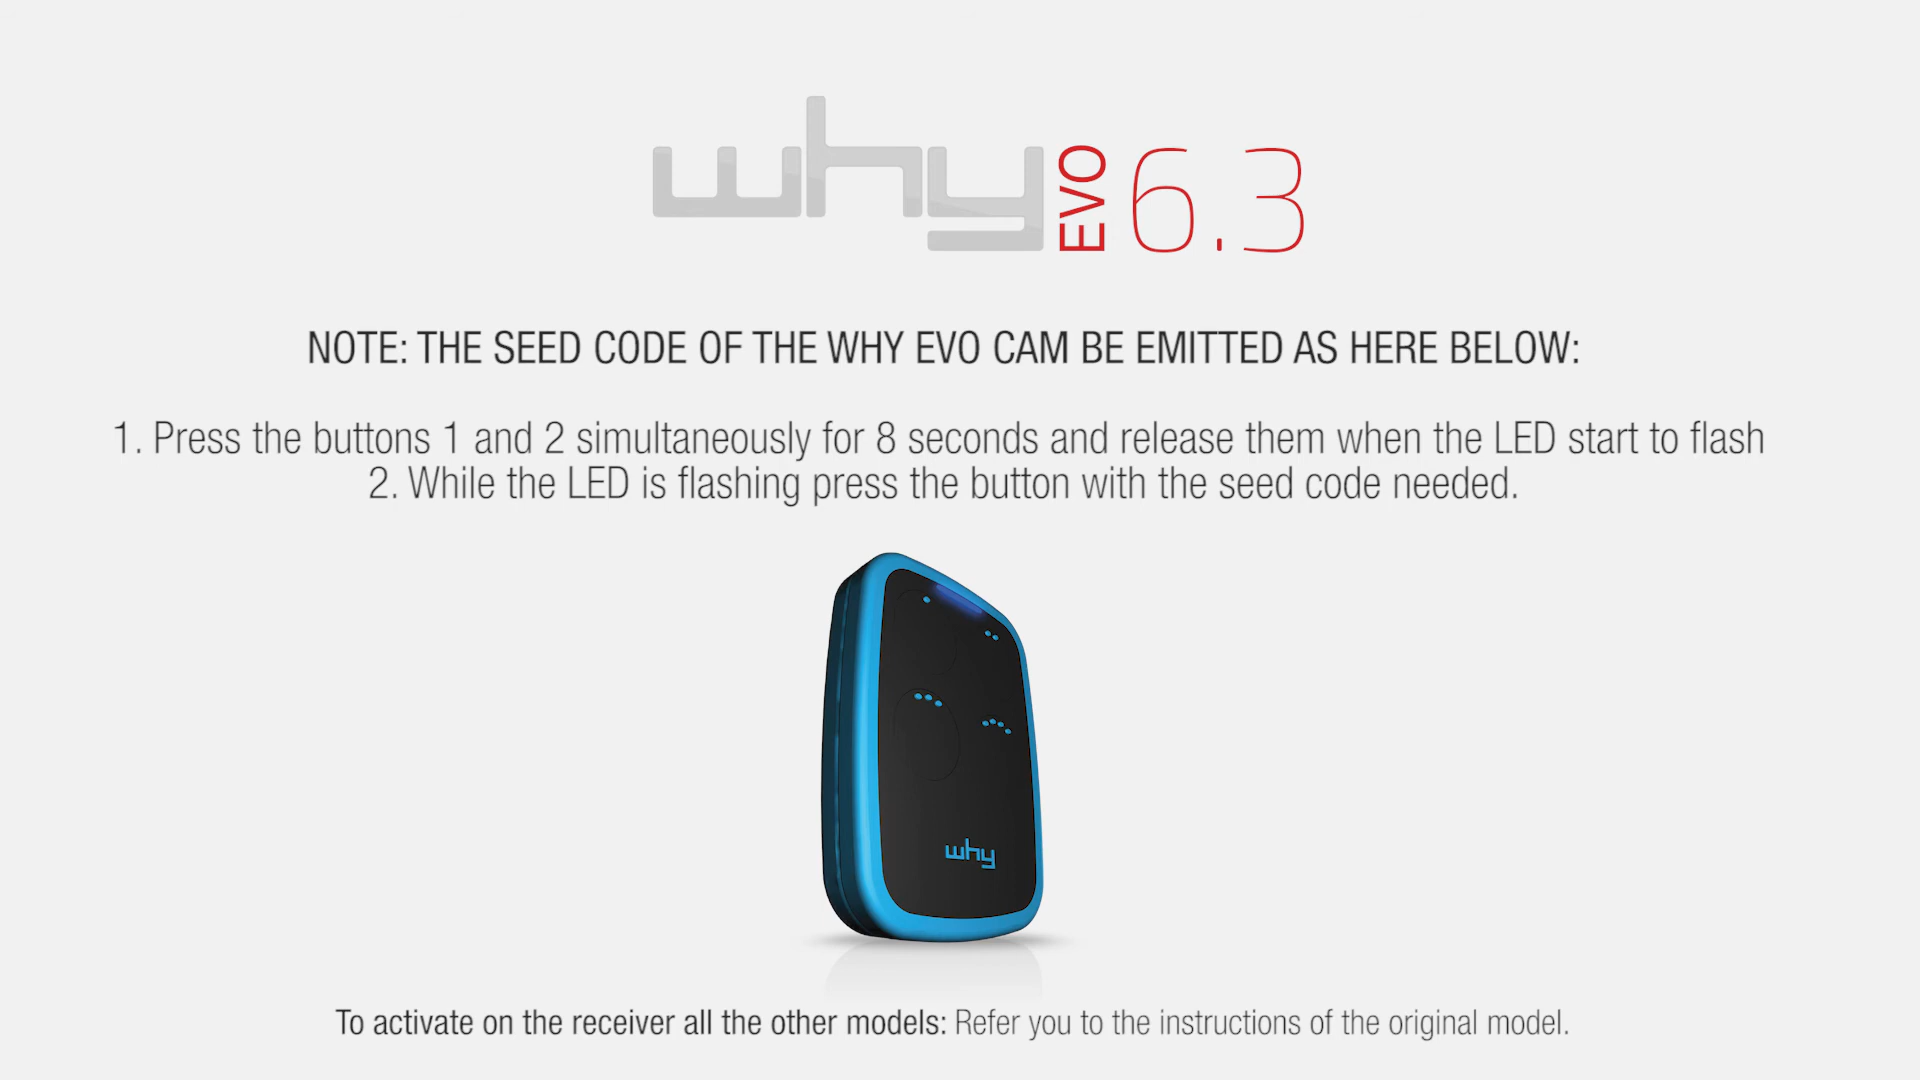 why EVO 6.3
NOTE: THE SEED CODE OF THE WHY EVO CAM BE EMITTED AS HERE BELOW:
1. Press the buttons 1 and 2 simultaneously for 8 seconds and release them when the LED start to flash
2. While the LED is flashing press the button with the seed code needed.
why
To activate on the receiver all the other models: Refer you to the instructions of the original model.